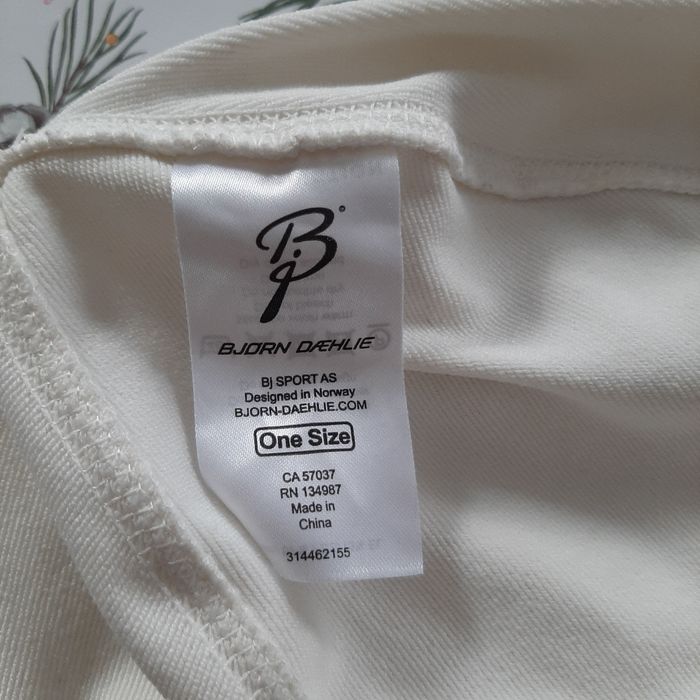 BJ
BJØRN DÆHLIE
Bj SPORT AS
Designed in Norway
BJORN-DAEHLIE.COM
One Size
CA 57037
RN 134987
Made in
China
314462155